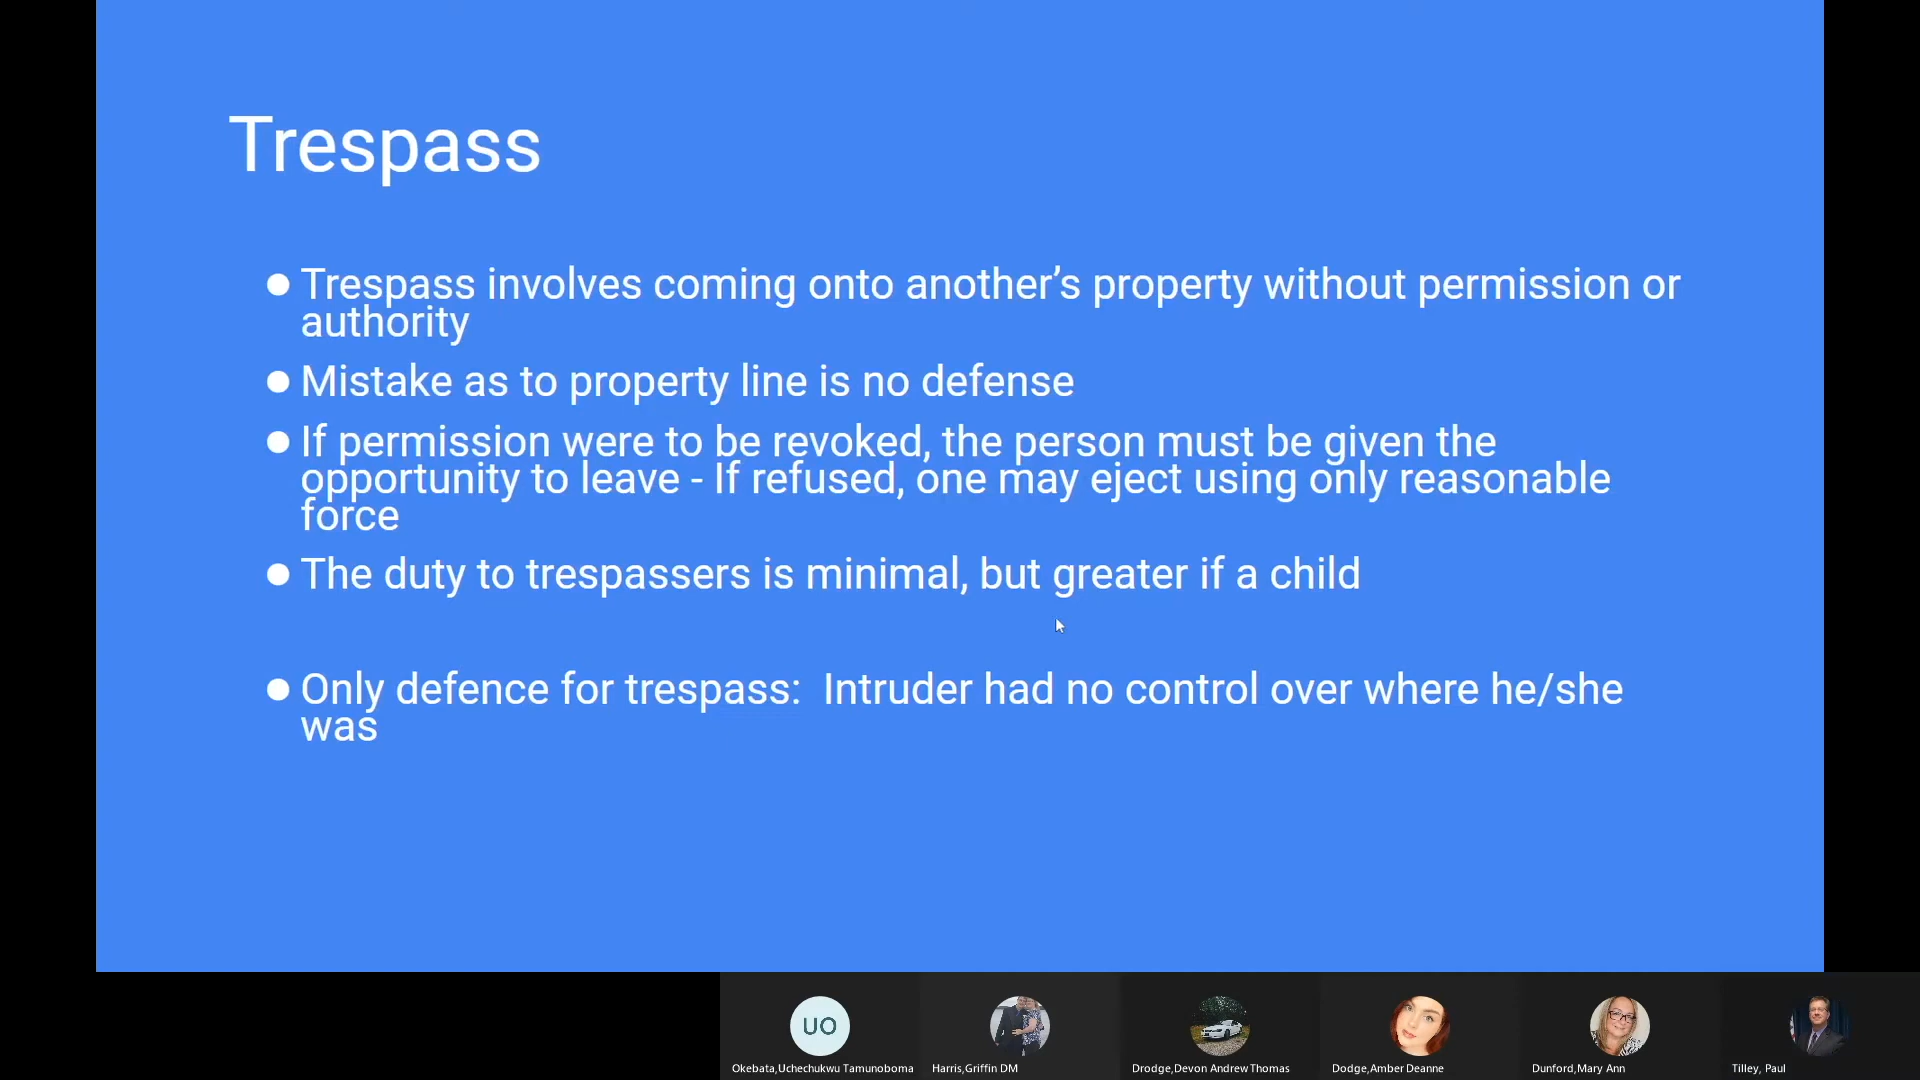 Trespass
● Trespass involves coming onto another’s property without permission or
authority
● Mistake as to property line is no defense
● If permission were to be revoked, the person must be given the
opportunity to leave - If refused, one may eject using only reasonable
force
● The duty to trespassers is minimal, but greater if a child
● Only defence for trespass:  Intruder had no control over where he/she
was
UO
Okebata,Uchechukwu Tamunoboma
Harris,Griffin DM
Drodge,Devon Andrew Thomas
Dodge,Amber Deanne
Dunford,Mary Ann
Tilley, Paul